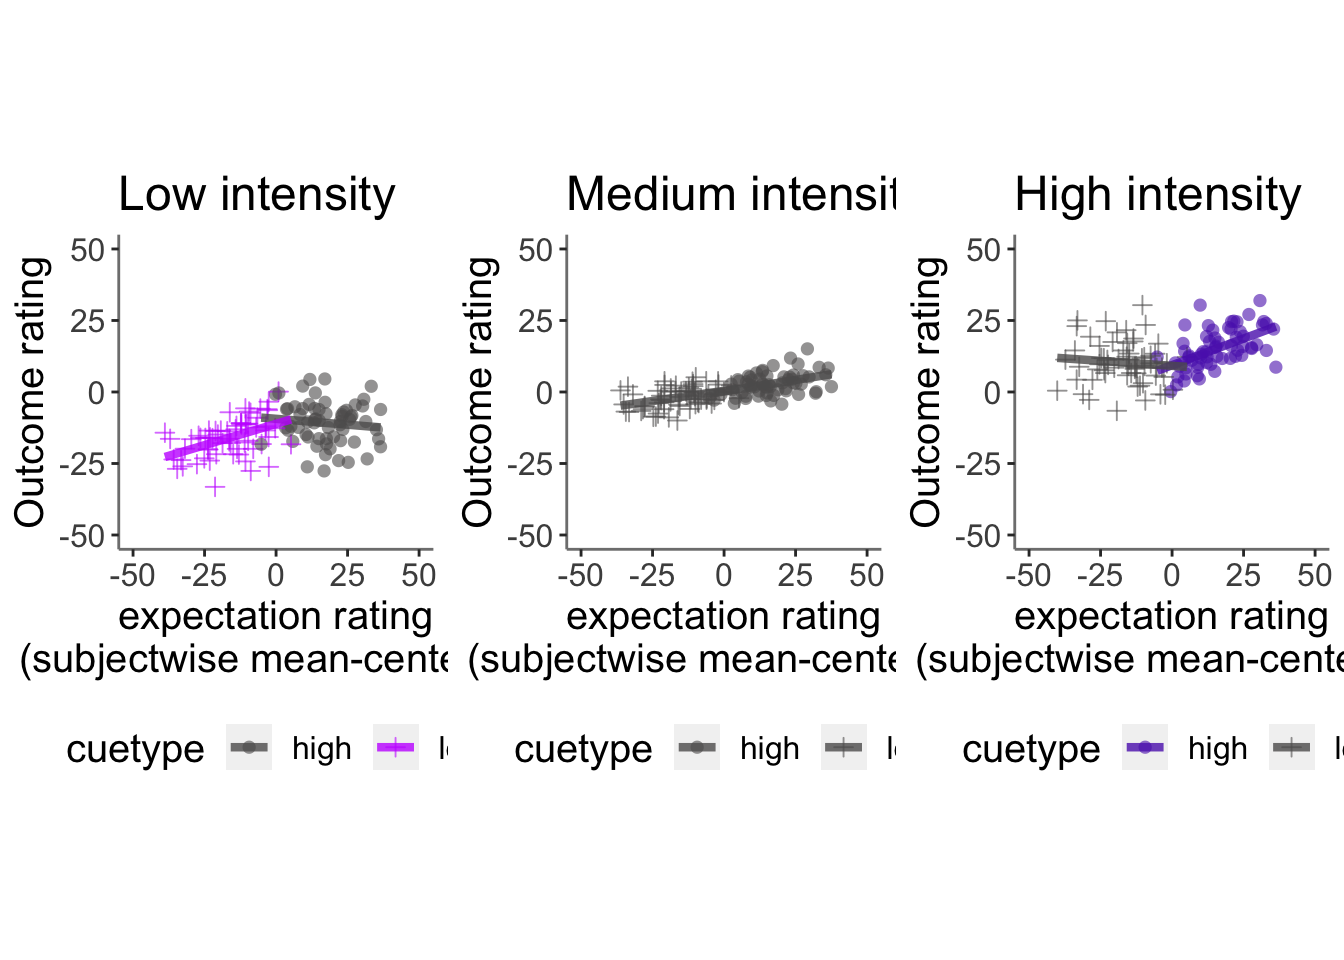 Low intensity
Outcome rating
50
25
0
-25
-50
-50 -25 0 25 50
expectation rating
(subjectwise mean-cente
cuetype high l
Medium intensit
Outcome rating
50
25
0
-25
-50
-50 -25 0 25 50
expectation rating
(subjectwise mean-cente
cuetype high l
High intensity
Outcome rating
50
25
0
-25
-50
-50 -25 0 25 50
expectation rating
(subjectwise mean-cente
cuetype high l